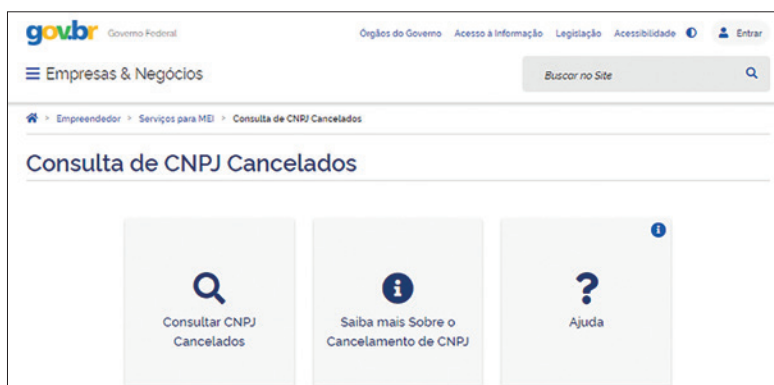 gov.br Governo Federal Órgãos do Governo Acesso à Informação Legislação Acessibilidade Entrar
Empresas & Negócios Buscar no Site
> Empreendedor > Serviços para MEI > Consulta de CNPJ Cancelados
Consulta de CNPJ Cancelados
Consultar CNPJ
Cancelados
Saiba mais Sobre o
Cancelamento de CNPJ
Ajuda